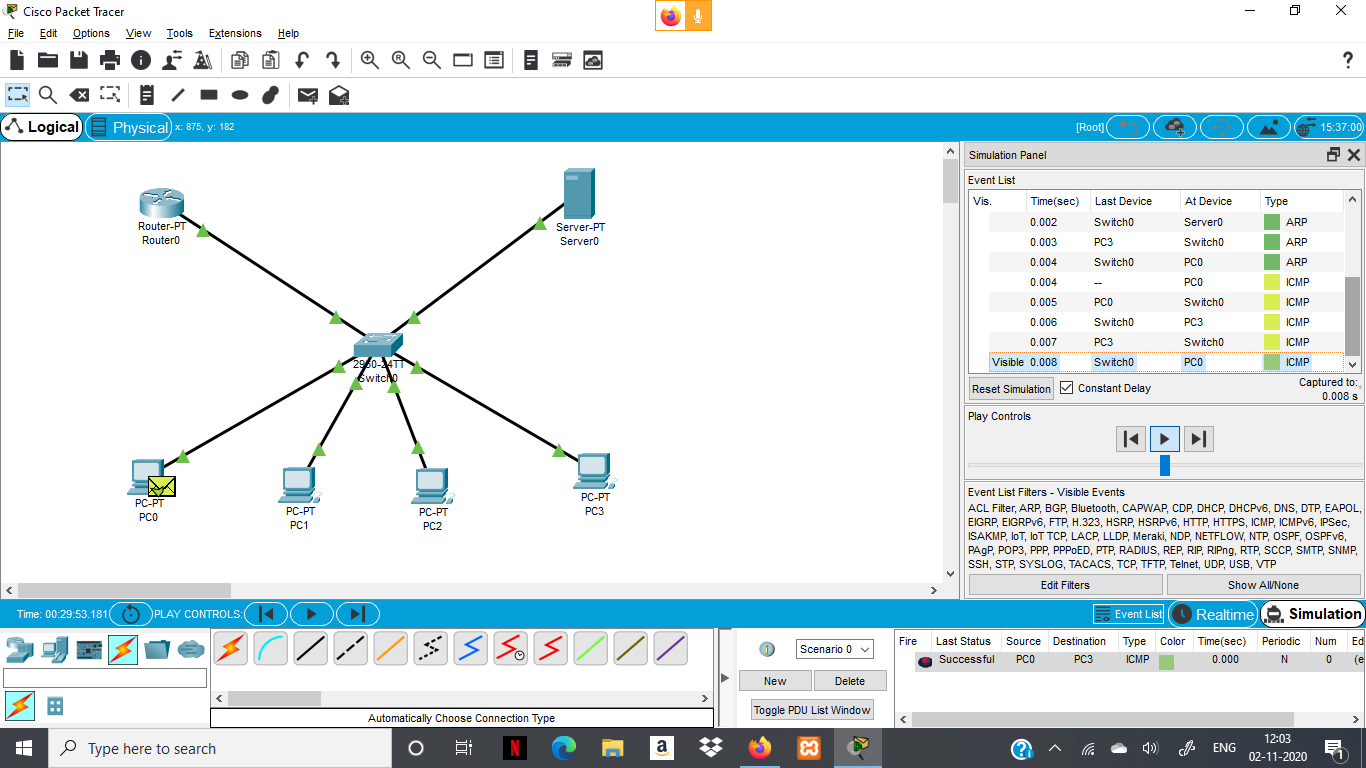 Cisco Packet Tracer
File Edit Options View Tools Extensions Help
Logical Physical x: 875, y: 182 [Root] 15:37:00
Router-PT
Router0
Server-PT
Server0
2950-24TT
Switch0
PC-PT
PC0
PC-PT
PC1
PC-PT
PC2
PC-PT
PC3
Simulation Panel
Event List
Vis. Time(sec) Last Device At Device Type
0.002 Switch0 Server0 ARP
0.003 PC3 Switch0 ARP
0.004 Switch0 PC0 ARP
0.004 -- PC0 ICMP
0.005 PC0 Switch0 ICMP
0.006 Switch0 PC3 ICMP
0.007 PC3 Switch0 ICMP
Visible 0.008 Switch0 PC0 ICMP
Reset Simulation Constant Delay Captured to:
0.008 s
Play Controls
Event List Filters - Visible Events
ACL Filter, ARP, BGP, Bluetooth, CAPWAP, CDP, DHCP, DHCPv6, DNS, DTP, EAPOL,
EIGRP, EIGRPv6, FTP, H.323, HSRP, HSRPv6, HTTP, HTTPS, ICMP, ICMPv6, IPSec,
ISAKMP, IoT, IoT TCP, LACP, LLDP, Meraki, NDP, NETFLOW, NTP, OSPF, OSPFv6,
PAgP, POP3, PPP, PPPoED, PTP, RADIUS, REP, RIP, RIPng, RTP, SCCP, SMTP, SNMP,
SSH, STP, SYSLOG, TACACS, TCP, TFTP, Telnet, UDP, USB, VTP
Edit Filters Show All/None
Time: 00:29:53.181 PLAY CONTROLS: Event List Realtime Simulation
Automatically Choose Connection Type
Scenario 0
New Delete
Toggle PDU List Window
Fire Last Status Source Destination Type Color Time(sec) Periodic Num Ed
Successful PC0 PC3 ICMP 0.000 N 0 (e
Type here to search
ENG 12:03
02-11-2020
1